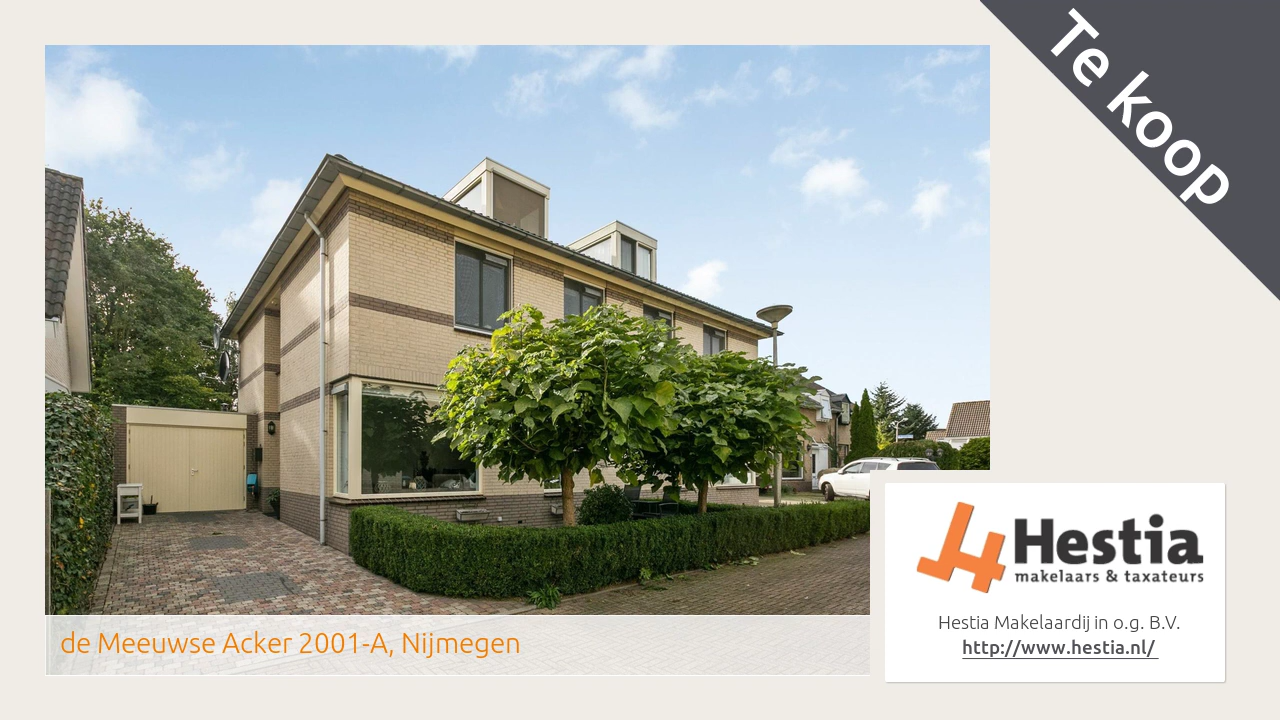 Te koop
Hestia
makelaars & taxateurs
Hestia Makelaardij in o.g. B.V.
http://www.hestia.nl/
de Meeuwse Acker 2001-A, Nijmegen